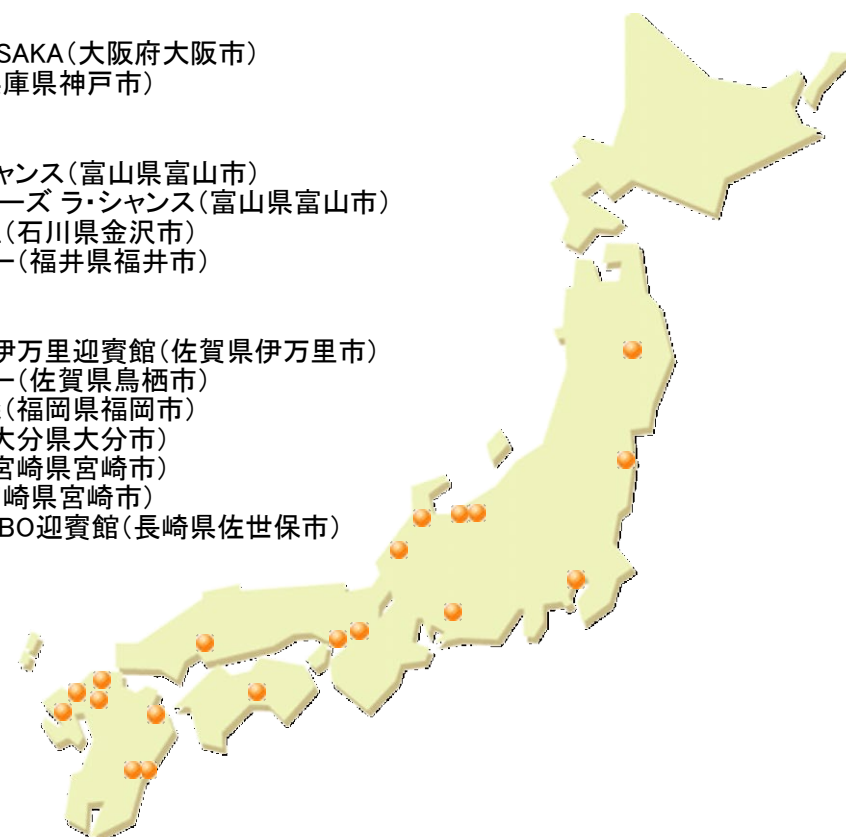 SAKA（大阪府大阪市）
庫県神戸市）
ャンス（富山県富山市）
ーズ ラ・シャンス（富山県富山市）
（石川県金沢市）
ー（福井県福井市）
伊万里迎賓館（佐賀県伊万里市）
ー（佐賀県鳥栖市）
（福岡県福岡市）
大分県大分市）
宮崎県宮崎市）
崎県宮崎市）
BO迎賓館（長崎県佐世保市）